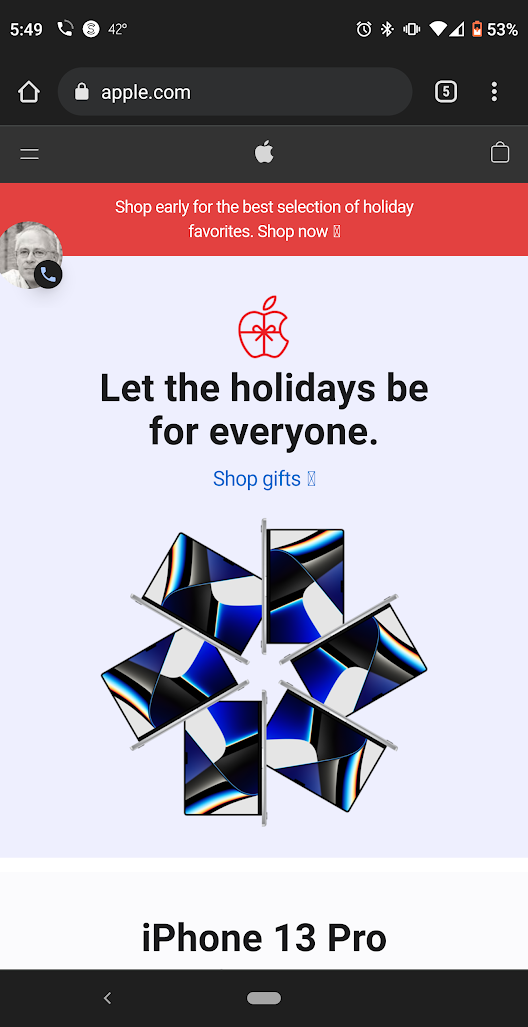 5:49 42° 53%
apple.com 5
Shop early for the best selection of holiday
favorites. Shop now
Let the holidays be
for everyone.
Shop gifts
iPhone 13 Pro